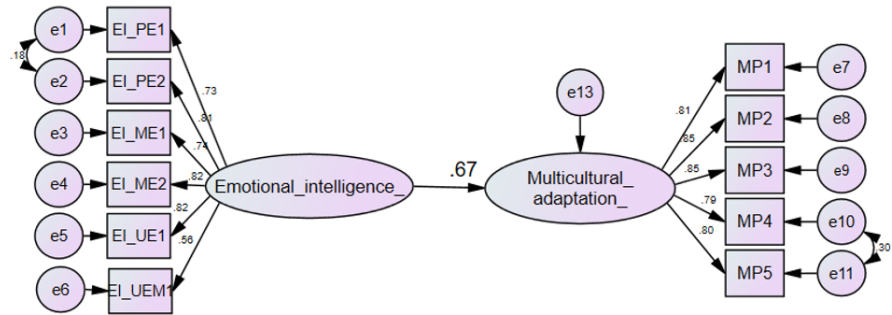 e1
EI_PE1
.18
e2
EI_PE2
e3
EI_ME1
e4
EI_ME2
e5
EI_UE1
e6
EI_UEM1
.73
.81
.74
.82
.82
.56
Emotional_intelligence_
.67
e13
Multicultural_
adaptation_
.81
.85
.85
.79
.80
MP1
e7
MP2
e8
MP3
e9
MP4
e10
.30
MP5
e11